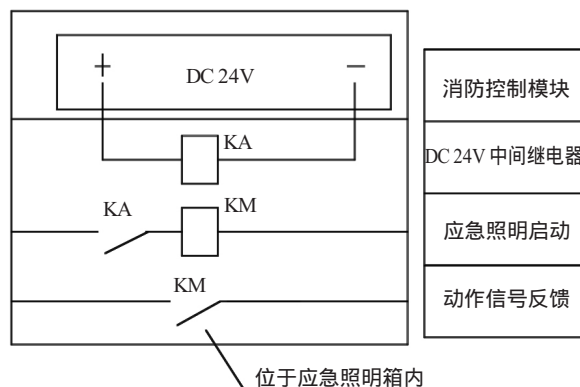 + DC 24V −
消防控制模块
KA
DC 24V 中间继电器
KA KM
应急照明启动
KM
动作信号反馈
位于应急照明箱内